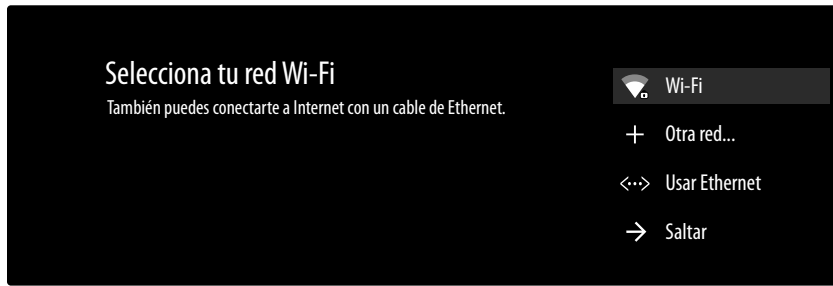 Selecciona tu red Wi-Fi
También puedes conectarte a Internet con un cable de Ethernet.
Wi-Fi
Otra red...
Usar Ethernet
Saltar